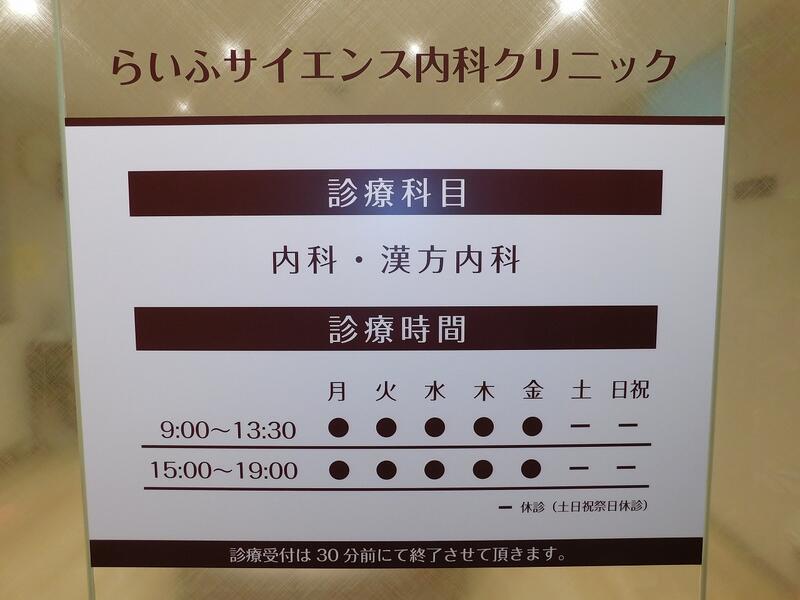 らいふサイエンス内科クリニック
診療科目
内科・漢方内科
診療時間
月 火 水 木 金 土 日祝
9:00〜13:30 ● ● ● ● ● ー ー
15:00〜19:00 ● ● ● ● ● ー ー
ー 休診（土日祝祭日休診）
診療受付は30分前にて終了させて頂きます。